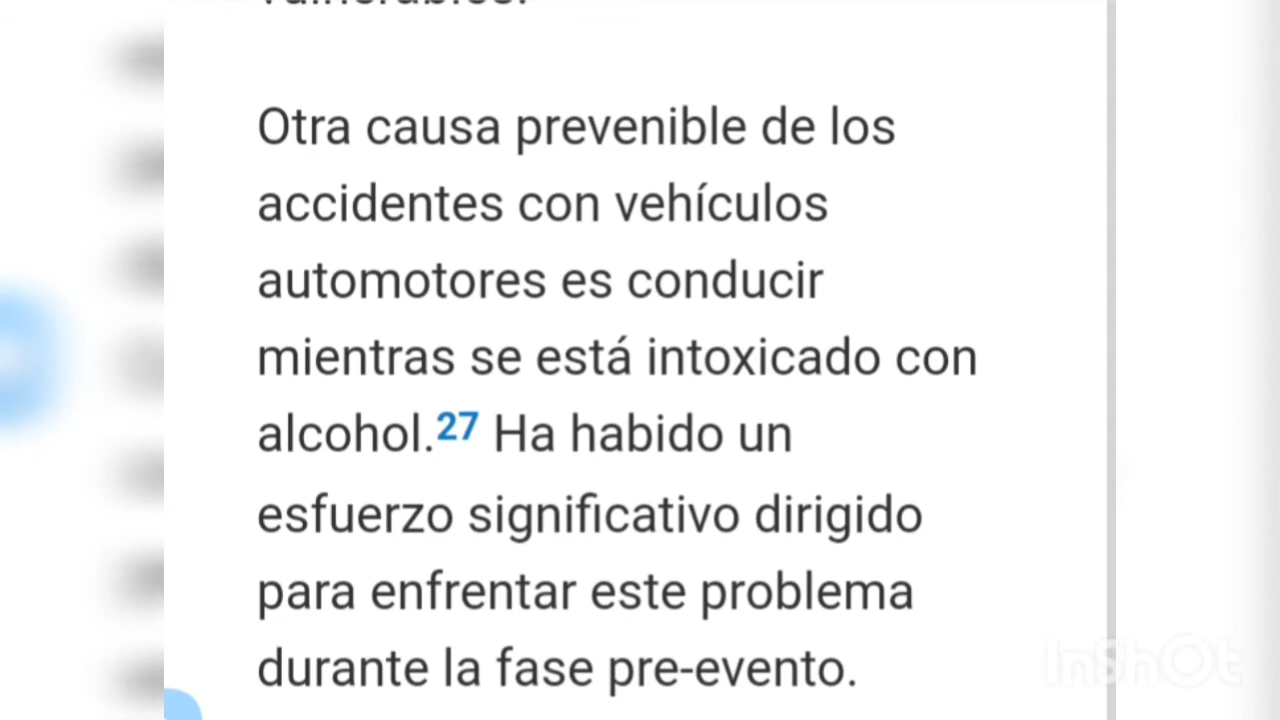 Otra causa prevenible de los
accidentes con vehículos
automotores es conducir
mientras se está intoxicado con
alcohol.27 Ha habido un
esfuerzo significativo dirigido
para enfrentar este problema
durante la fase pre-evento.
InShOt